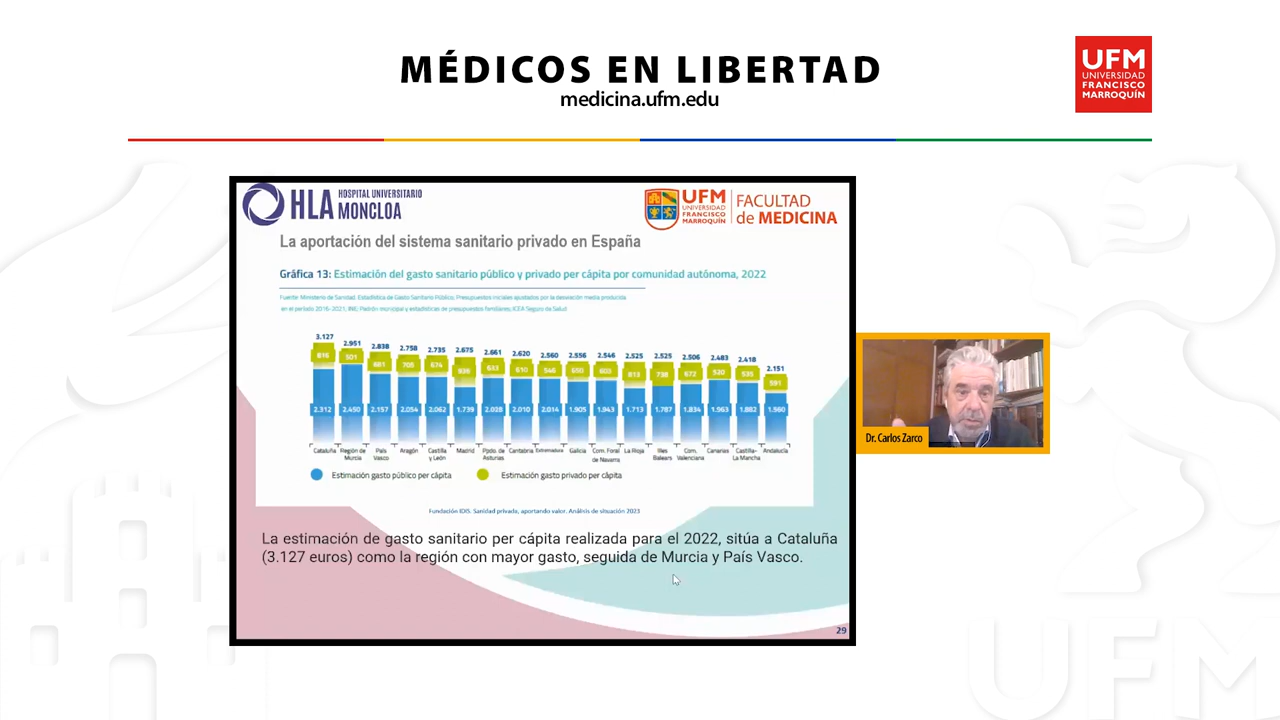 MÉDICOS EN LIBERTAD
medicina.ufm.edu
UFM
UNIVERSIDAD
FRANCISCO
MARROQUÍN
HLA
HOSPITAL UNIVERSITARIO
MONCLOA
UFM
UNIVERSIDAD
FRANCISCO
MARROQUÍN
FACULTAD
de MEDICINA
La aportación del sistema sanitario privado en España
Gráfica 13: Estimación del gasto sanitario público y privado per cápita por comunidad autónoma, 2022
Fuente: Ministerio de Sanidad. Estadística de Gasto Sanitario Público; Presupuestos iniciales ajustados por la desviación media producida
en el periodo 2016-2021; INE; Padrón municipal y estadísticas de presupuestos familiares; ICEA Seguro de Salud
3.127 2.951 2.838 2.758 2.735 2.675 2.661 2.620 2.560 2.556 2.546 2.525 2.525 2.506 2.483 2.418 2.151
816 501 681 705 674 936 633 610 546 650 603 813 738 672 520 535 591
2.312 2.450 2.157 2.054 2.062 1.739 2.028 2.010 2.014 1.905 1.943 1.713 1.787 1.834 1.963 1.882 1.560
Cataluña Región de Murcia País Vasco Aragón Castilla y León Madrid Ppdo. de Asturias Cantabria Extremadura Galicia Com. Foral de Navarra La Rioja Illes Balears Com. Valenciana Canarias Castilla-La Mancha Andalucía
Estimación gasto público per cápita Estimación gasto privado per cápita
Fundación IDIS. Sanidad privada, aportando valor. Análisis de situación 2023
La estimación de gasto sanitario per cápita realizada para el 2022, sitúa a Cataluña
(3.127 euros) como la región con mayor gasto, seguida de Murcia y País Vasco.
29
Dr. Carlos Zarco
UFM